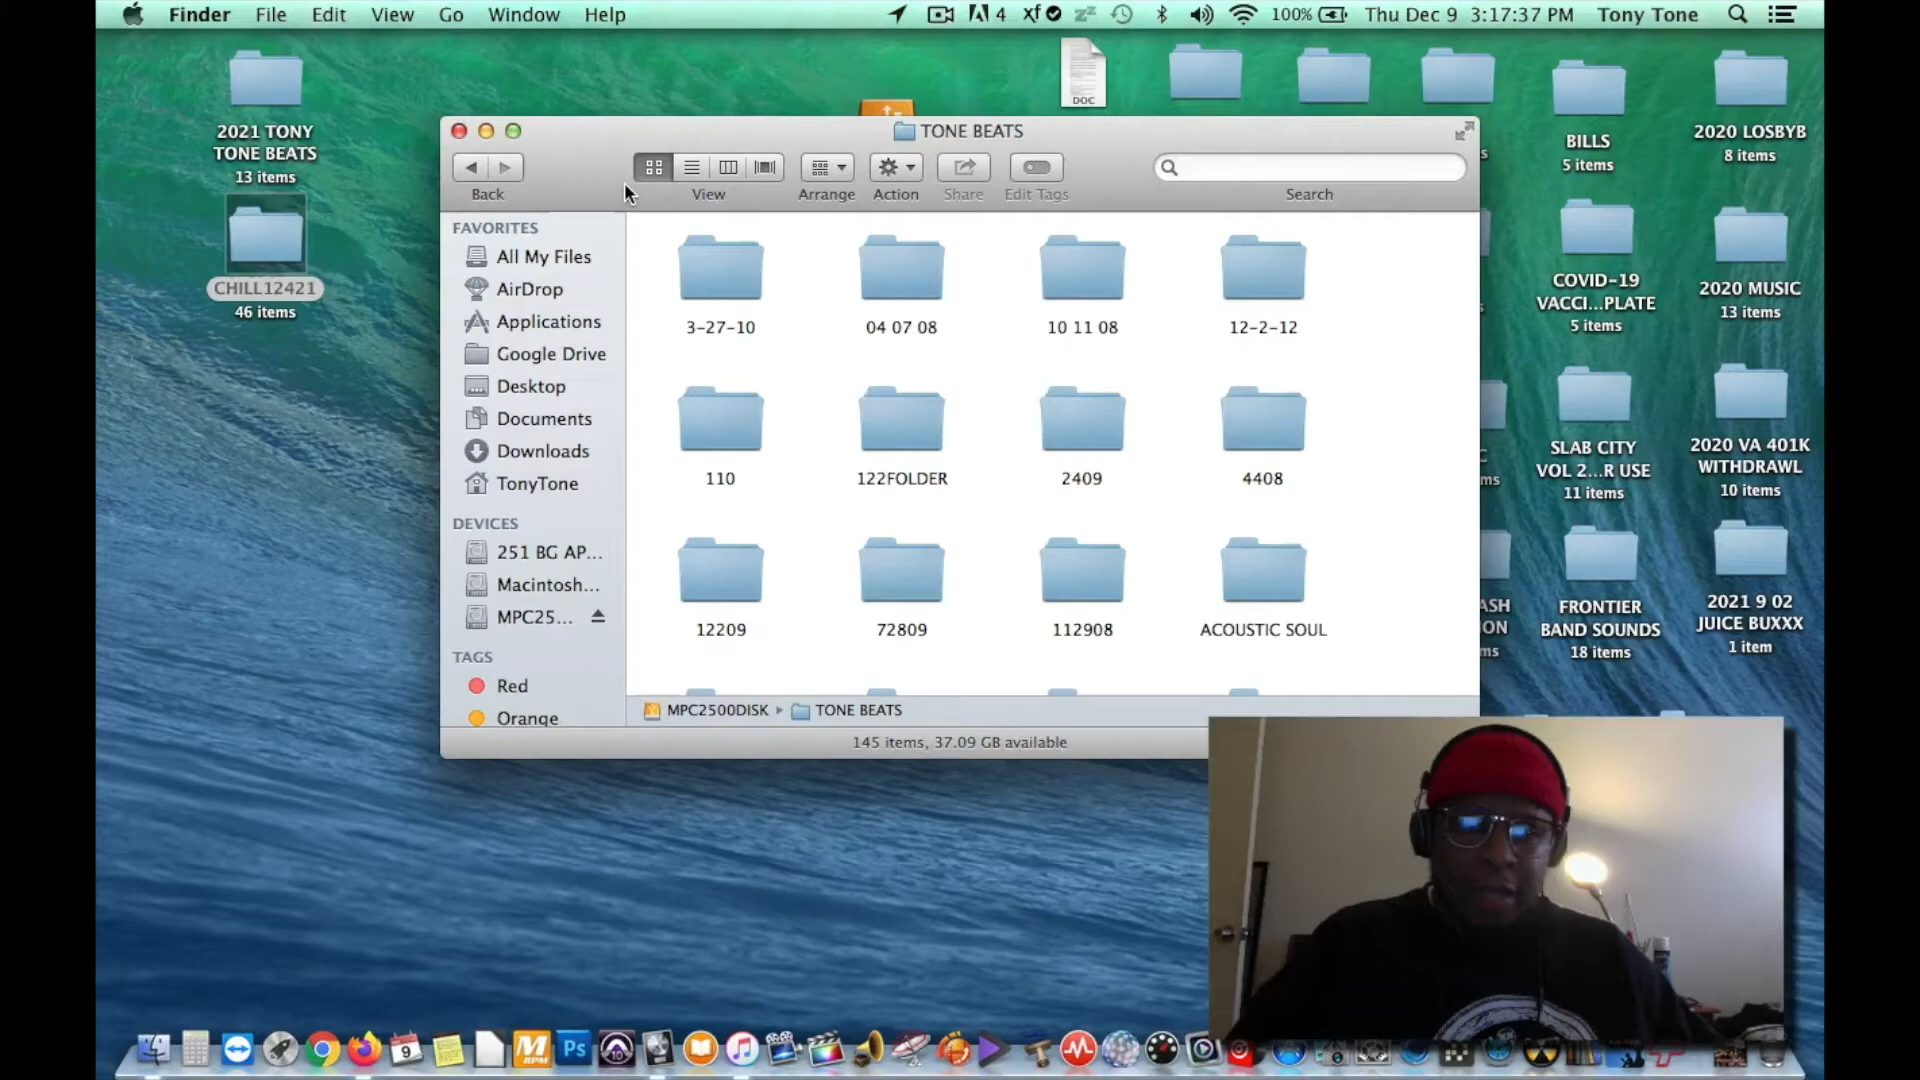 Finder File Edit View Go Window Help
4 100% Thu Dec 9 3:17:37 PM Tony Tone
2021 TONY
TONE BEATS
13 items
CHILL12421
46 items
DOC
TONE BEATS
Back
View
Arrange
Action
Share
Edit Tags
Search
FAVORITES
All My Files
AirDrop
Applications
Google Drive
Desktop
Documents
Downloads
TonyTone
DEVICES
251 BG AP...
Macintosh...
MPC25...
TAGS
Red
Orange
3-27-10
04 07 08
10 11 08
12-2-12
110
122FOLDER
2409
4408
12209
72809
112908
ACOUSTIC SOUL
MPC2500DISK
TONE BEATS
145 items, 37.09 GB available
BILLS
5 items
COVID-19
VACCI...PLATE
5 items
SLAB CITY
VOL 2...R USE
11 items
FRONTIER
BAND SOUNDS
18 items
2020 LOSBYB
8 items
2020 MUSIC
13 items
2020 VA 401K
WITHDRAWL
10 items
2021 9 02
JUICE BUXXX
1 item
9
M
BPM
Ps
10